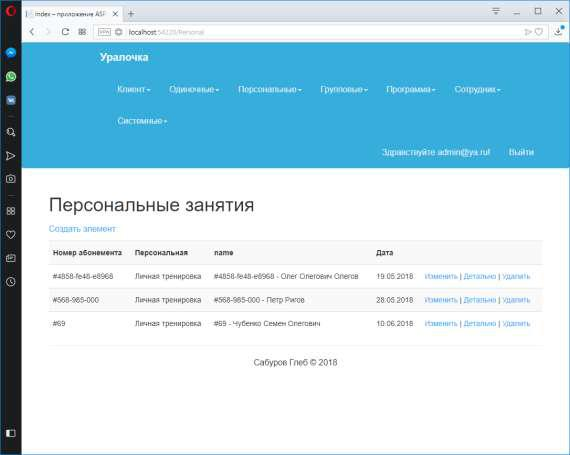 Index – приложение ASP
VPN localhost:54220/Personal
Уралочка
Клиент Одиночные Персональные Групповые Программа Сотрудник
Системные
Здравствуйте admin@ya.ru! Выйти
Персональные занятия
Создать элемент
Номер абонемента Персональная name Дата
#4858-fe48-e8968 Личная тренировка #4858-fe48-e8968 - Олег Олегович Олегов 19.05.2018 Изменить | Детально | Удалить
#568-985-000 Личная тренировка #568-985-000 - Петр Ригов 28.05.2018 Изменить | Детально | Удалить
#69 Личная тренировка #69 - Чубенко Семен Олегович 10.06.2018 Изменить | Детально | Удалить
Сабуров Глеб © 2018